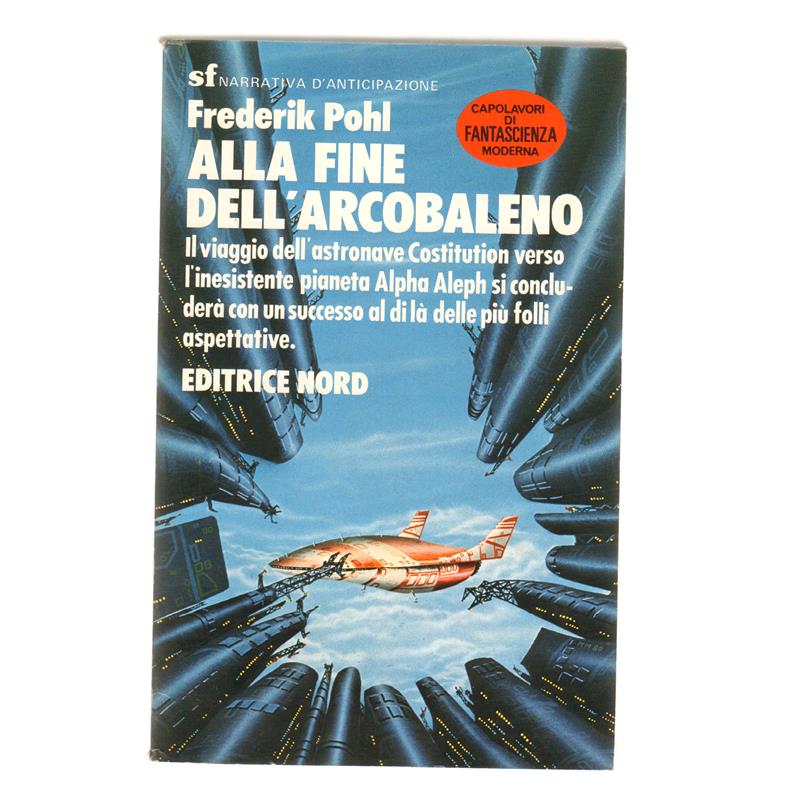 sf NARRATIVA D'ANTICIPAZIONE
Frederik Pohl
CAPOLAVORI
DI
FANTASCIENZA
MODERNA
ALLA FINE
DELL'ARCOBALENO
Il viaggio dell'astronave Costitution verso
l'inesistente pianeta Alpha Aleph si conclu-
derà con un successo al di là delle più folli
aspettative.
EDITRICE NORD